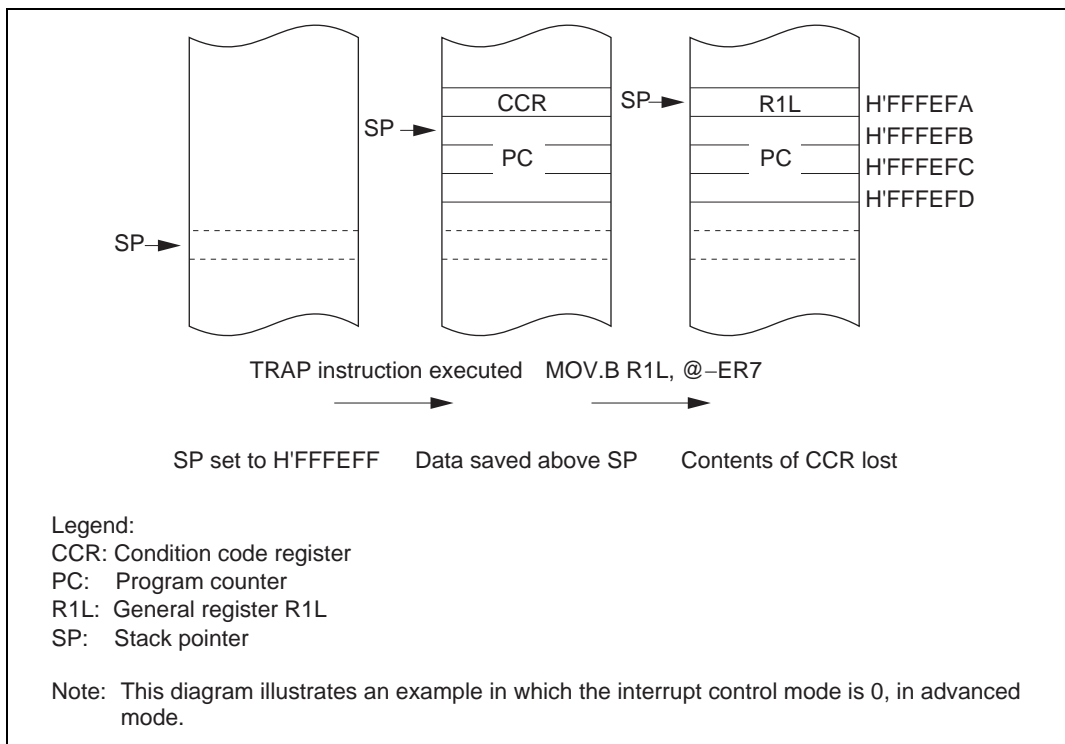 CCR
SP
R1L
H'FFFEFA
SP
H'FFFEFB
PC
PC
H'FFFEFC
H'FFFEFD
SP
TRAP instruction executed
MOV.B R1L, @–ER7
SP set to H'FFFEFF
Data saved above SP
Contents of CCR lost
Legend:
CCR: Condition code register
PC: Program counter
R1L: General register R1L
SP: Stack pointer
Note: This diagram illustrates an example in which the interrupt control mode is 0, in advanced
mode.